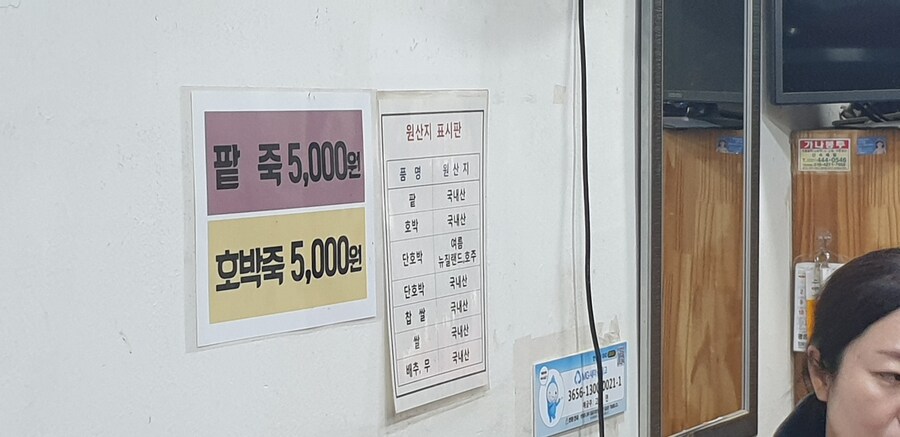 팥 죽 5,000원
호박죽 5,000원
원산지 표시판
품 명 원 산 지
팥 국내산
호박 국내산
단호박 여름 뉴질랜드,호주
단호박 국내산
찹 쌀 국내산
쌀 국내산
배추, 무 국내산
444-0548